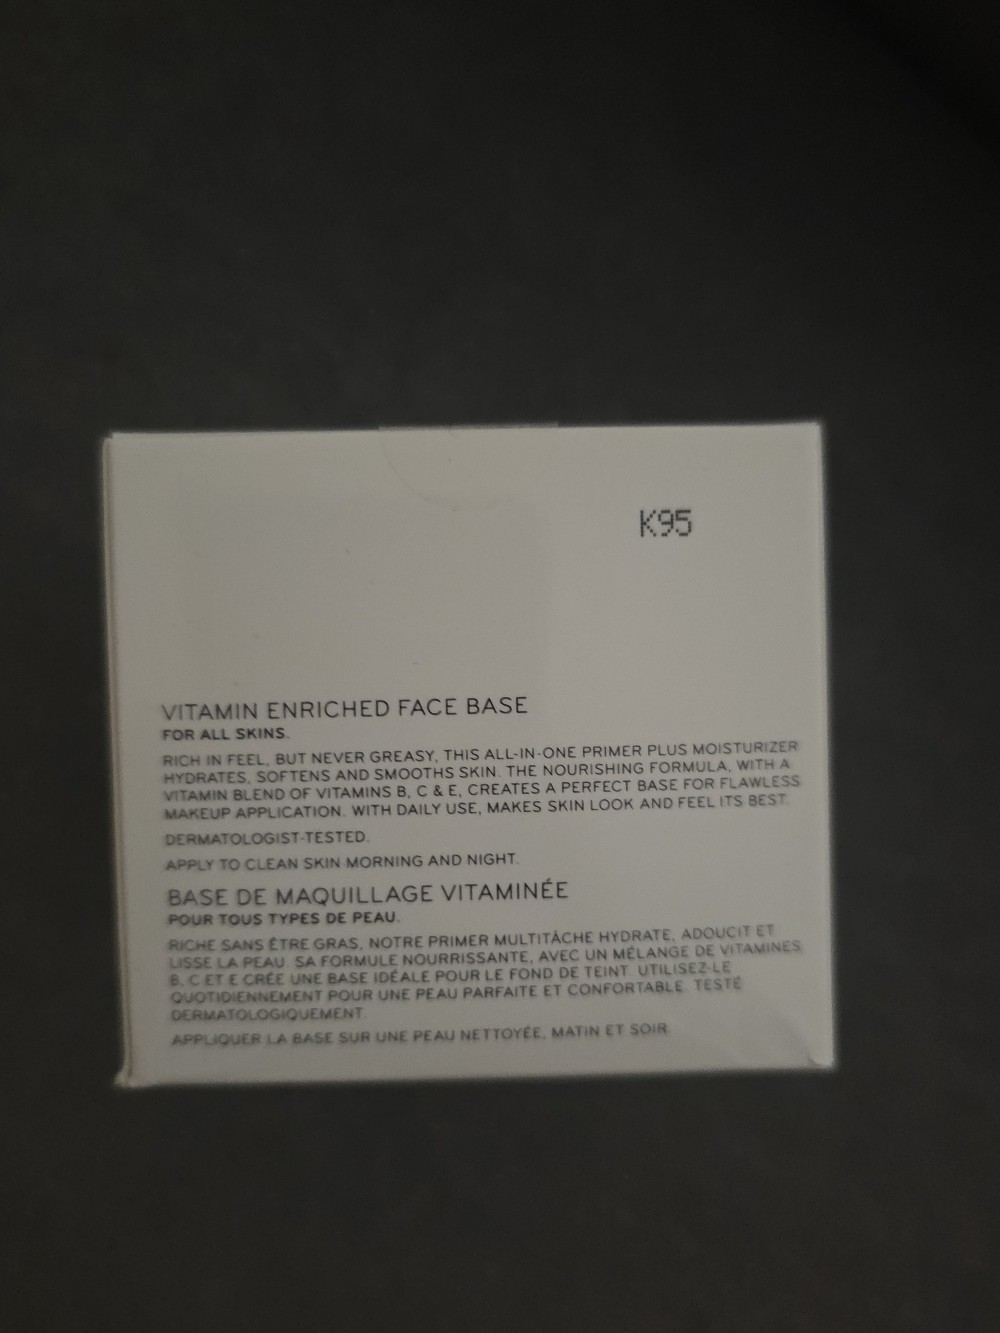 K95
VITAMIN ENRICHED FACE BASE
FOR ALL SKINS.
RICH IN FEEL, BUT NEVER GREASY, THIS ALL-IN-ONE PRIMER PLUS MOISTURIZER
HYDRATES, SOFTENS AND SMOOTHS SKIN. THE NOURISHING FORMULA, WITH A
VITAMIN BLEND OF VITAMINS B, C & E, CREATES A PERFECT BASE FOR FLAWLESS
MAKEUP APPLICATION. WITH DAILY USE, MAKES SKIN LOOK AND FEEL ITS BEST.
DERMATOLOGIST-TESTED.
APPLY TO CLEAN SKIN MORNING AND NIGHT.
BASE DE MAQUILLAGE VITAMINÉE
POUR TOUS TYPES DE PEAU.
RICHE SANS ÊTRE GRAS, NOTRE PRIMER MULTITÂCHE HYDRATE, ADOUCIT ET
LISSE LA PEAU. SA FORMULE NOURRISSANTE, AVEC UN MÉLANGE DE VITAMINES
B, C ET E CRÉE UNE BASE IDÉALE POUR LE FOND DE TEINT. UTILISEZ-LE
QUOTIDIENNEMENT POUR UNE PEAU PARFAITE ET CONFORTABLE. TESTÉ
DERMATOLOGIQUEMENT.
APPLIQUER LA BASE SUR UNE PEAU NETTOYÉE, MATIN ET SOIR.